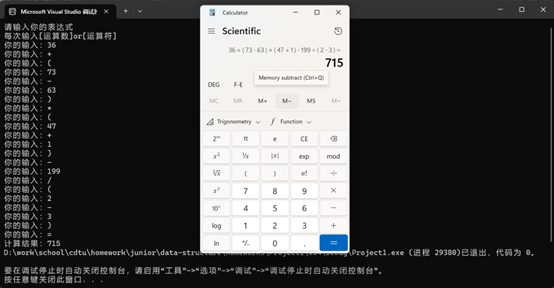 Microsoft Visual Studio 调试控
请输入你的表达式
每次输入[运算数]or[运算符]
你的输入: 36
你的输入: +
你的输入: (
你的输入: 73
你的输入: -
你的输入: 63
你的输入: )
你的输入: *
你的输入: (
你的输入: 47
你的输入: +
你的输入: 1
你的输入: )
你的输入: -
你的输入: 199
你的输入: /
你的输入: (
你的输入: 2
你的输入: -
你的输入: 3
你的输入: )
你的输入: =
计算结果: 715
D:\work\school\cdtu\homework\junior\data-structure
Project1.exe (进程 29380)已退出，代码为 0。
要在调试停止时自动关闭控制台，请启用"工具"->"选项"->"调试"->"调试停止时自动关闭控制台"。
按任意键关闭此窗口. . .
Calculator
Scientific
36 + (73 - 63) × (47 + 1) - 199 ÷ (2 - 3) =
715
Memory subtract (Ctrl+Q)
DEG F-E
MC MR M+ M- MS M˅
Trigonometry Function
2ⁿᵈ π e CE
x² ¹/x |x| exp mod
²√x ( ) n! ÷
xʸ 7 8 9 ×
10ˣ 4 5 6 −
log 1 2 3 +
ln +/- 0 . =